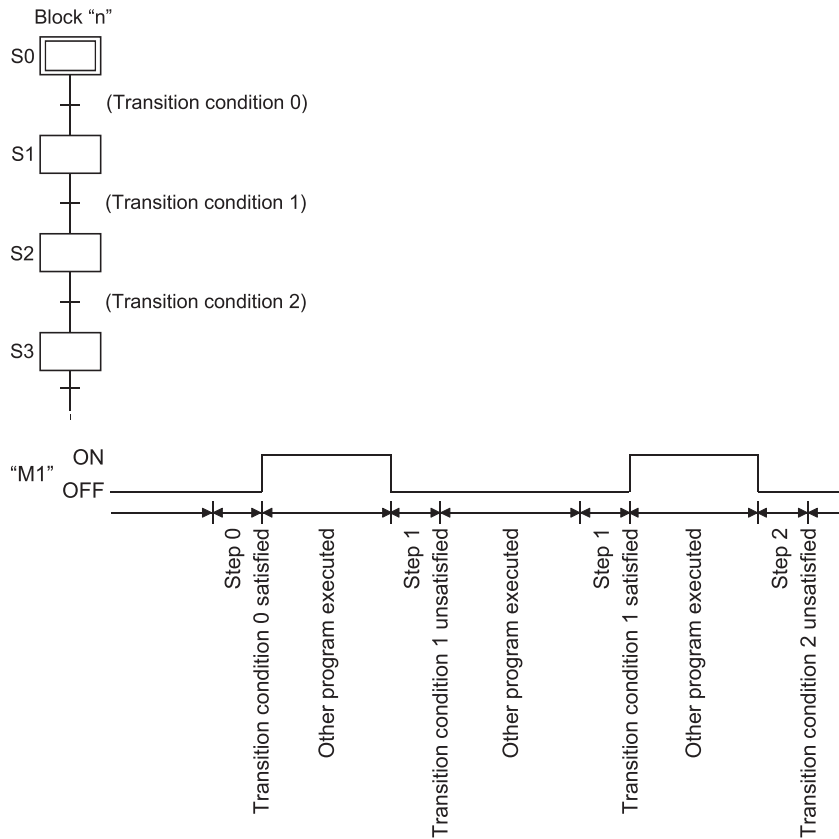 Block “n”
S0
(Transition condition 0)
S1
(Transition condition 1)
S2
(Transition condition 2)
S3
“M1”
ON
OFF
Step 0
Transition condition 0 satisfied
Other program executed
Step 1
Transition condition 1 unsatisfied
Other program executed
Step 1
Transition condition 1 satisfied
Other program executed
Step 2
Transition condition 2 unsatisfied